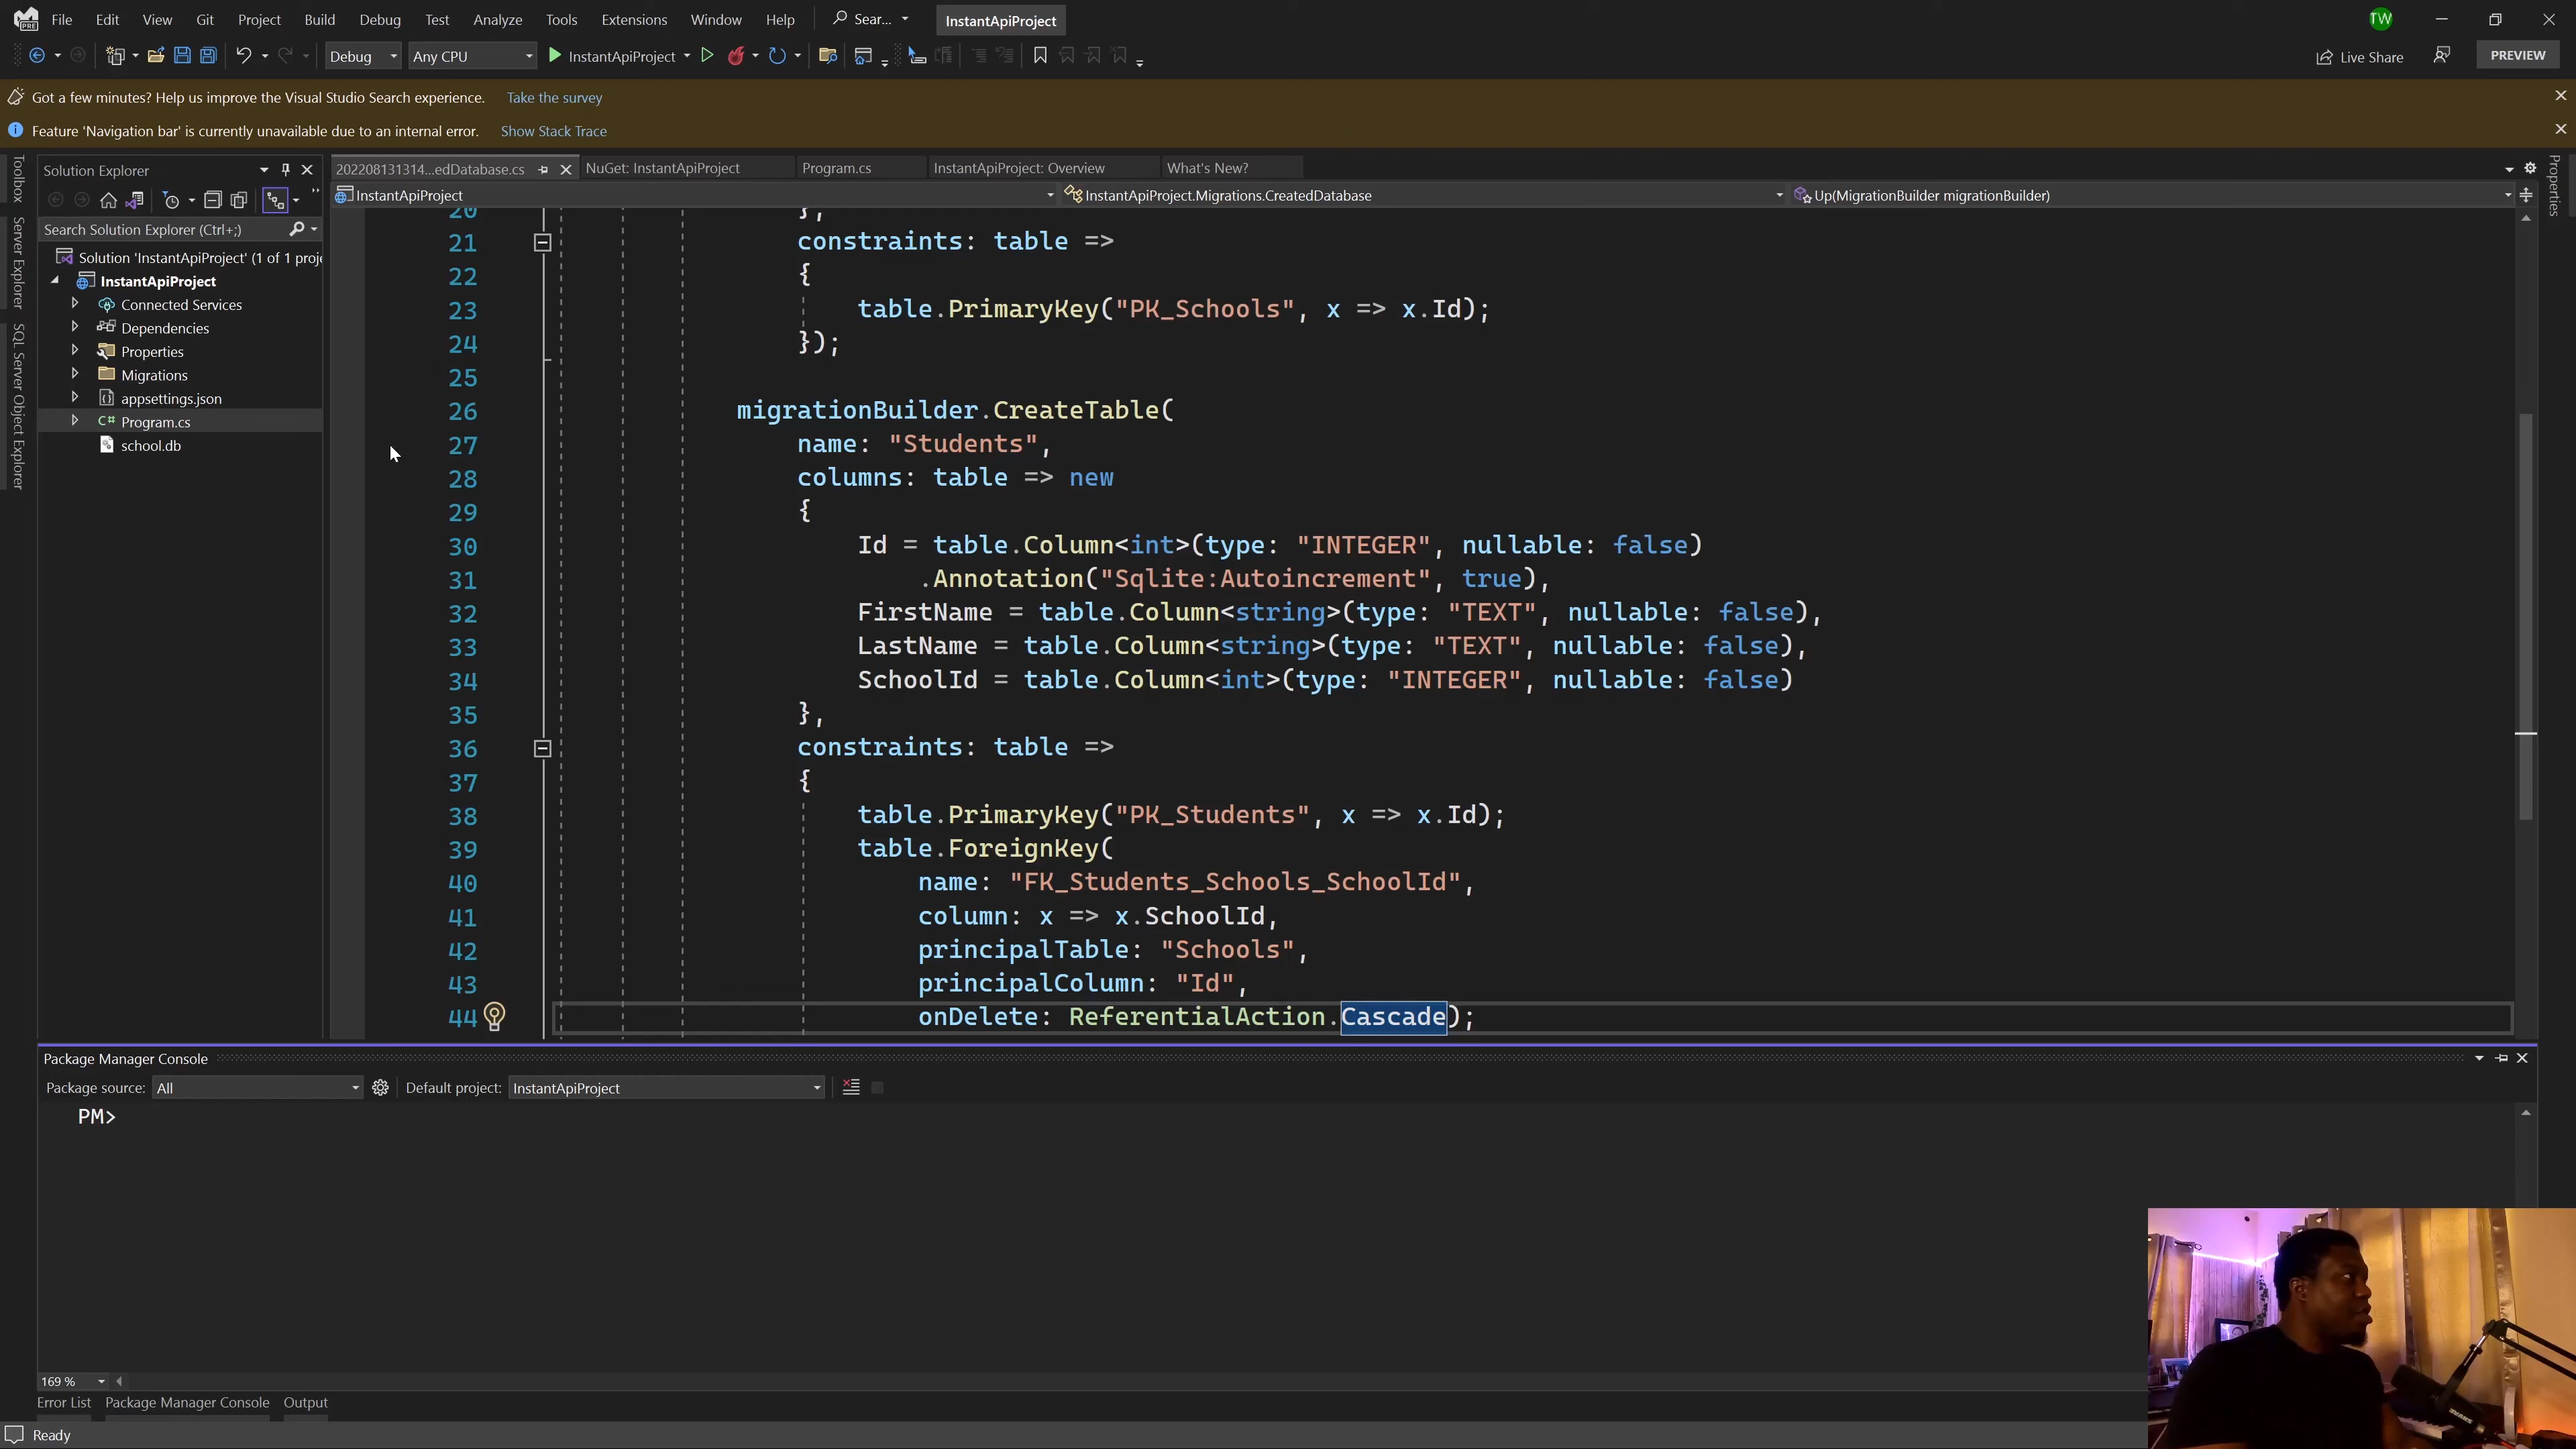 File Edit View Git Project Build Debug Test Analyze Tools Extensions Window Help Sear... InstantApiProject TW
Debug Any CPU InstantApiProject Live Share PREVIEW
Got a few minutes? Help us improve the Visual Studio Search experience. Take the survey
Feature 'Navigation bar' is currently unavailable due to an internal error. Show Stack Trace
Toolbox
Server Explorer
SQL Server Object Explorer
Solution Explorer
Search Solution Explorer (Ctrl+;)
Solution 'InstantApiProject' (1 of 1 proje
InstantApiProject
Connected Services
Dependencies
Properties
Migrations
appsettings.json
C# Program.cs
school.db
202208131314...edDatabase.cs NuGet: InstantApiProject Program.cs InstantApiProject: Overview What's New?
InstantApiProject InstantApiProject.Migrations.CreatedDatabase Up(MigrationBuilder migrationBuilder)
Properties
20 },
21 constraints: table =>
22 {
23 table.PrimaryKey("PK_Schools", x => x.Id);
24 });
25
26 migrationBuilder.CreateTable(
27 name: "Students",
28 columns: table => new
29 {
30 Id = table.Column<int>(type: "INTEGER", nullable: false)
31 .Annotation("Sqlite:Autoincrement", true),
32 FirstName = table.Column<string>(type: "TEXT", nullable: false),
33 LastName = table.Column<string>(type: "TEXT", nullable: false),
34 SchoolId = table.Column<int>(type: "INTEGER", nullable: false)
35 },
36 constraints: table =>
37 {
38 table.PrimaryKey("PK_Students", x => x.Id);
39 table.ForeignKey(
40 name: "FK_Students_Schools_SchoolId",
41 column: x => x.SchoolId,
42 principalTable: "Schools",
43 principalColumn: "Id",
44 onDelete: ReferentialAction.Cascade);
Package Manager Console
Package source: All Default project: InstantApiProject
PM>
169 %
Error List Package Manager Console Output
Ready